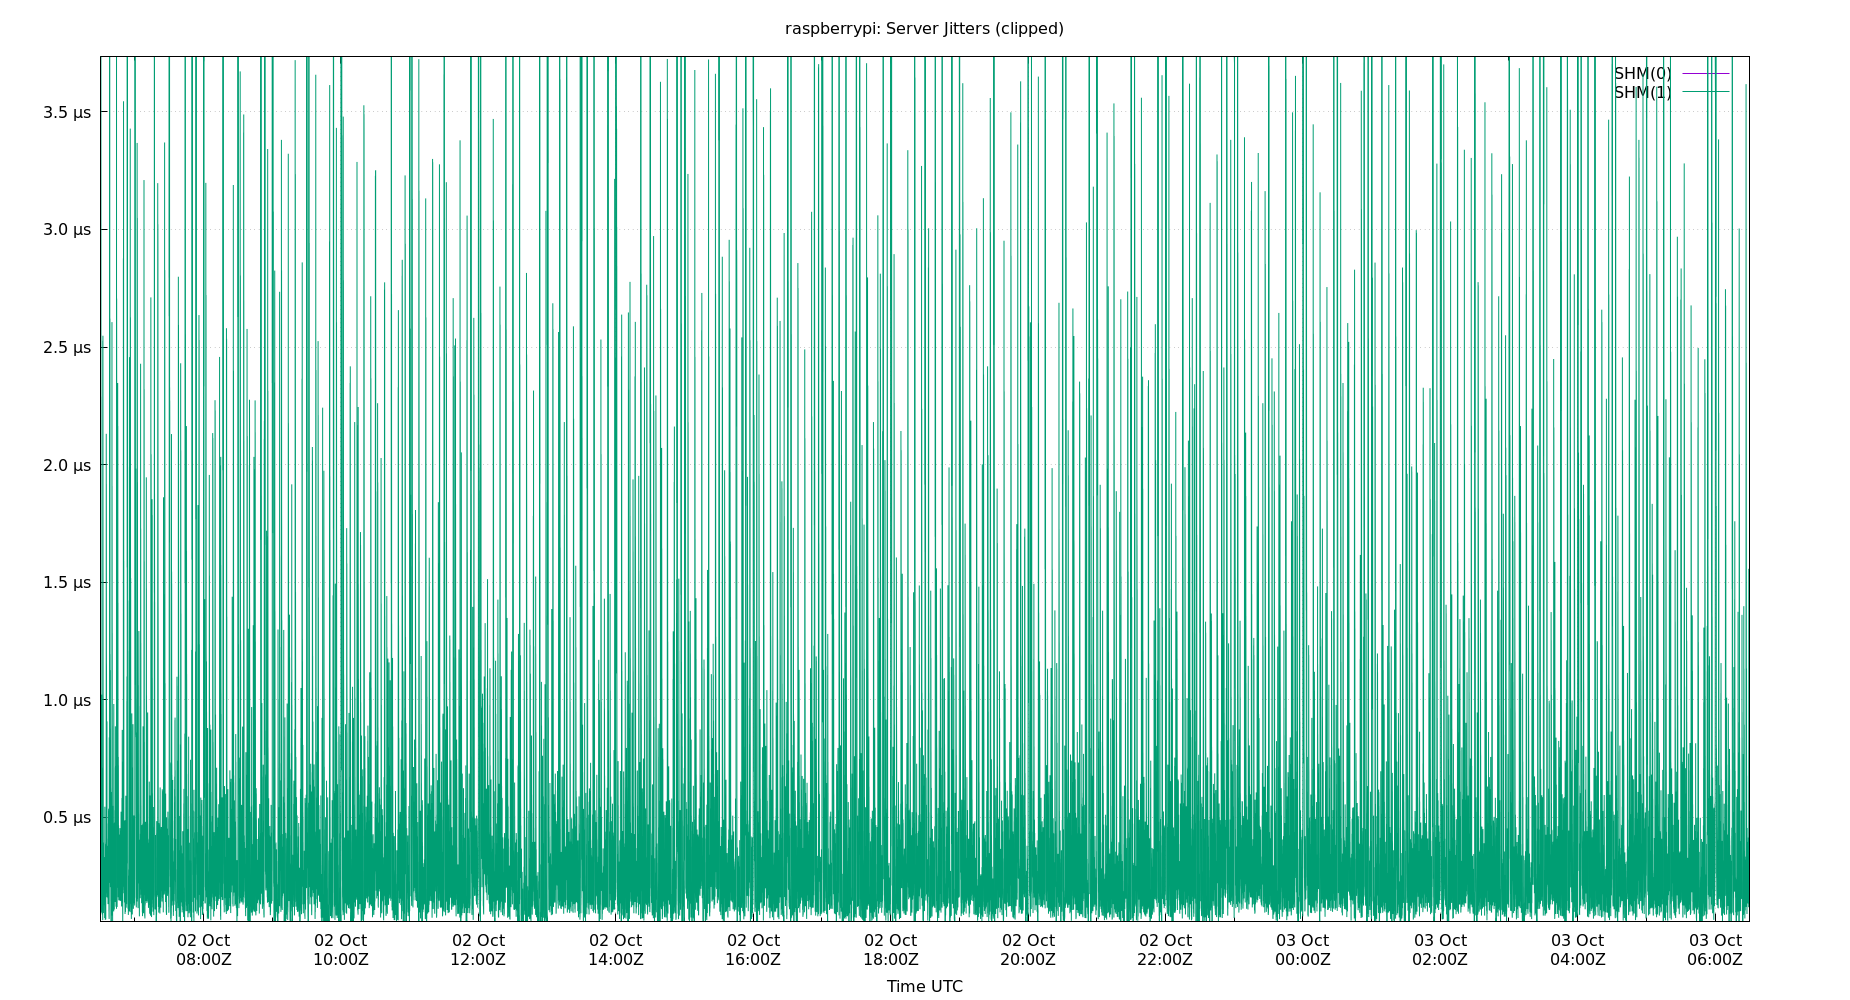 raspberrypi: Server Jitters (clipped)
SHM(0)
SHM(1)
3.5 µs
3.0 µs
2.5 µs
2.0 µs
1.5 µs
1.0 µs
0.5 µs
02 Oct 02 Oct 02 Oct 02 Oct 02 Oct 02 Oct 02 Oct 02 Oct 03 Oct 03 Oct 03 Oct 03 Oct
08:00Z 10:00Z 12:00Z 14:00Z 16:00Z 18:00Z 20:00Z 22:00Z 00:00Z 02:00Z 04:00Z 06:00Z
Time UTC